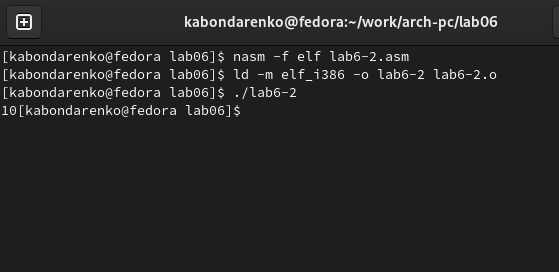 kabondarenko@fedora:~/work/arch-pc/lab06
[kabondarenko@fedora lab06]$ nasm -f elf lab6-2.asm
[kabondarenko@fedora lab06]$ ld -m elf_i386 -o lab6-2 lab6-2.o
[kabondarenko@fedora lab06]$ ./lab6-2
10[kabondarenko@fedora lab06]$